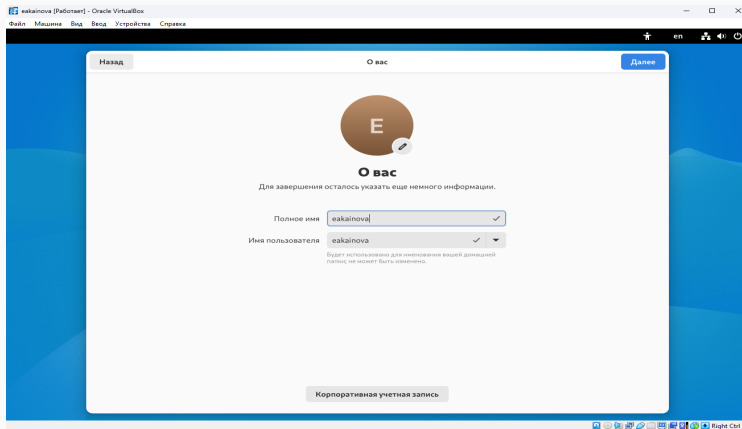 eakainova [Работает] - Oracle VirtualBox
Файл Машина Вид Ввод Устройства Справка
en
Назад
О вас
Далее
E
О вас
Для завершения осталось указать еще немного информации.
Полное имя eakainova
Имя пользователя eakainova
Будет использовано для именования вашей домашней
папки; не может быть изменено.
Корпоративная учетная запись
Right Ctrl